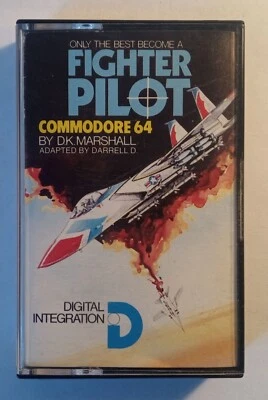 ONLY THE BEST BECOME A
FIGHTER
PILOT
COMMODORE 64
BY D.K. MARSHALL
ADAPTED BY DARRELL D.
DIGITAL
INTEGRATION
D